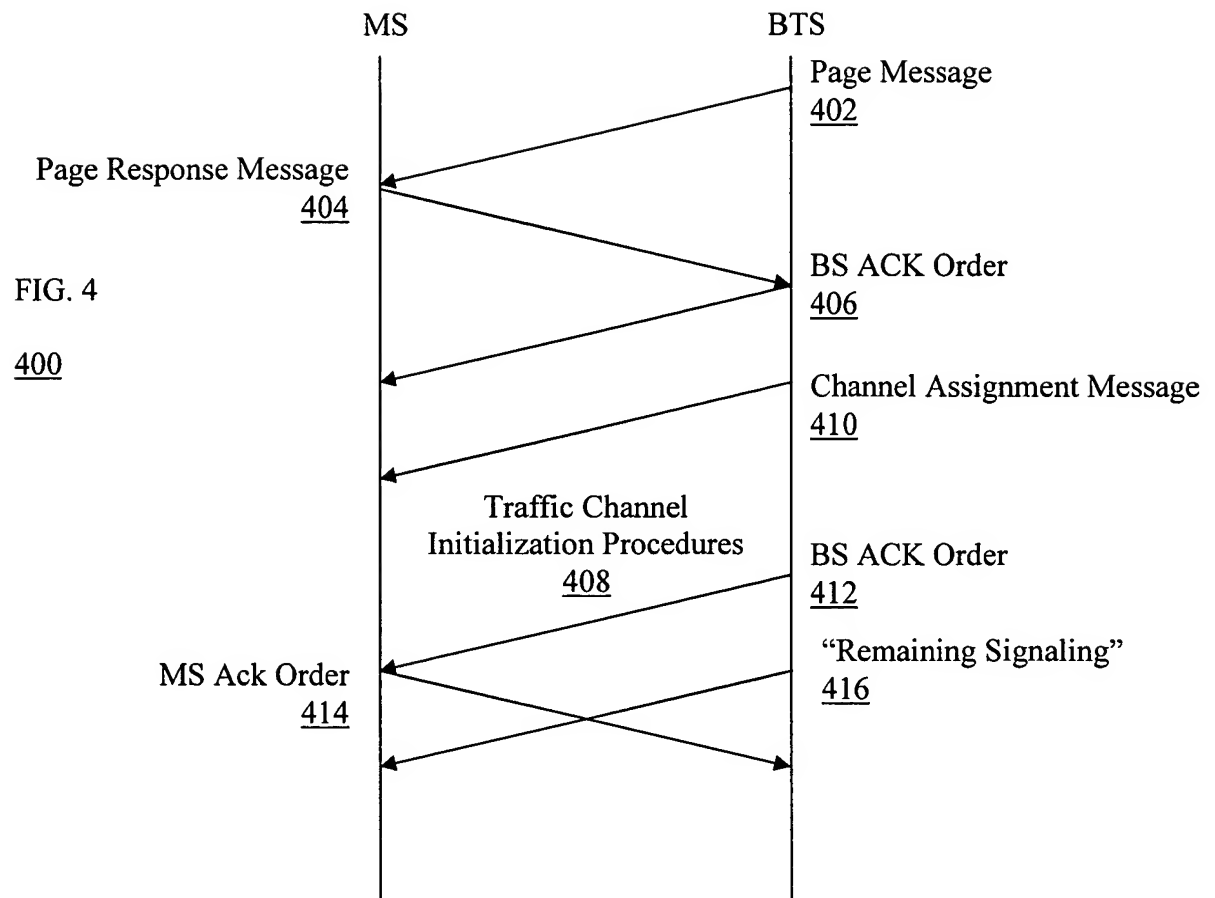 MS
BTS
Page Message
402
Page Response Message
404
FIG. 4
400
BS ACK Order
406
Channel Assignment Message
410
Traffic Channel
Initialization Procedures
408
BS ACK Order
412
MS Ack Order
414
“Remaining Signaling”
416